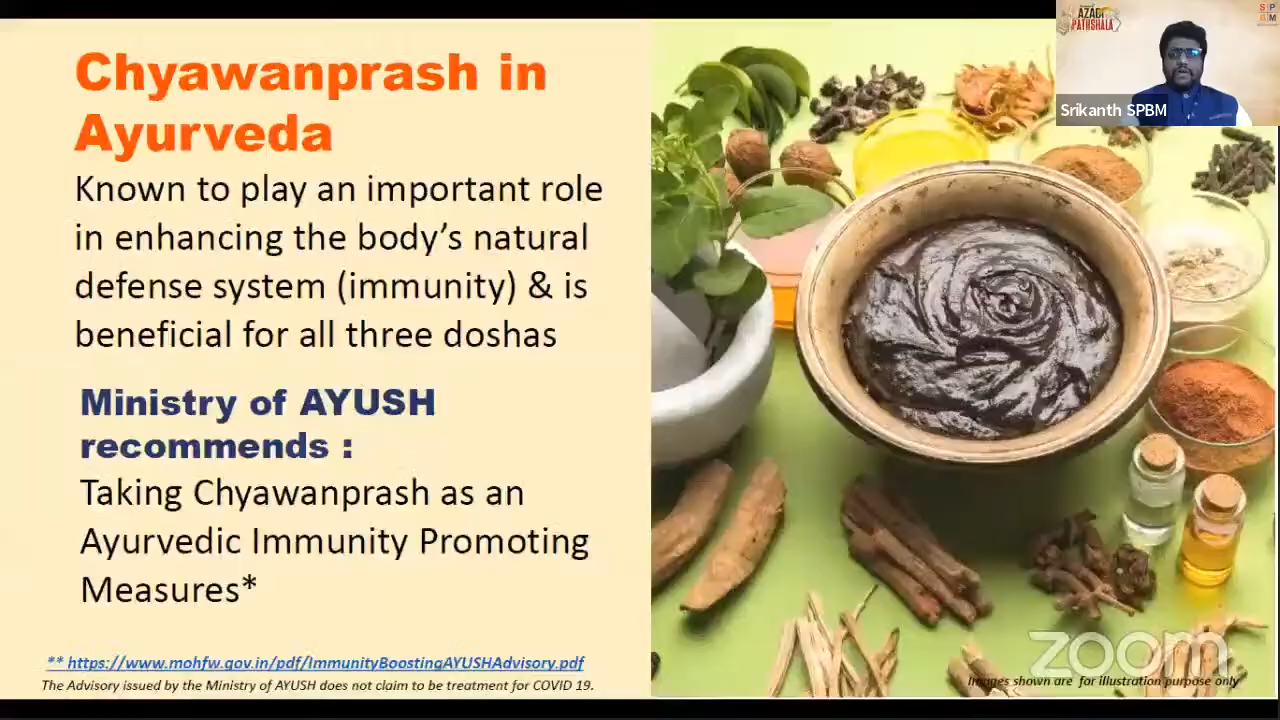 Chyawanprash in
Ayurveda
Known to play an important role
in enhancing the body's natural
defense system (immunity) & is
beneficial for all three doshas
Ministry of AYUSH
recommends :
Taking Chyawanprash as an
Ayurvedic Immunity Promoting
Measures*
** https://www.mohfw.gov.in/pdf/ImmunityBoostingAYUSHAdvisory.pdf
The Advisory issued by the Ministry of AYUSH does not claim to be treatment for COVID 19.
AZADI
PATHSHALA
SP
BM
Srikanth SPBM
zoom
Images shown are for illustration purpose only